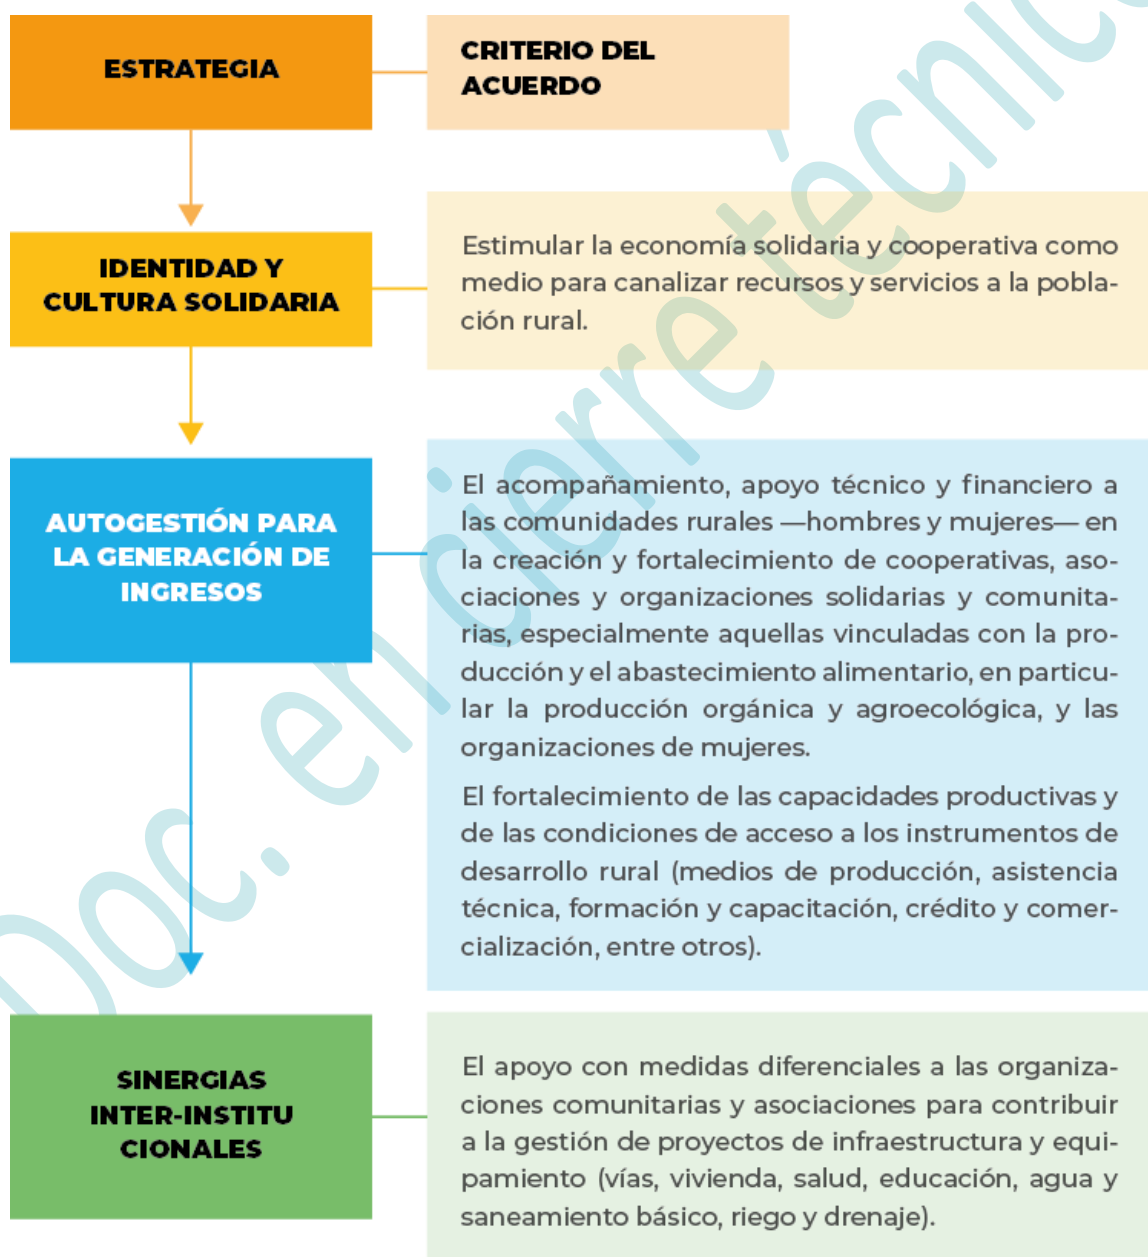 ESTRATEGIA
CRITERIO DEL
ACUERDO
IDENTIDAD Y
CULTURA SOLIDARIA
Estimular la economía solidaria y cooperativa como
medio para canalizar recursos y servicios a la pobla-
ción rural.
AUTOGESTIÓN PARA
LA GENERACIÓN DE
INGRESOS
El acompañamiento, apoyo técnico y financiero a
las comunidades rurales —hombres y mujeres— en
la creación y fortalecimiento de cooperativas, aso-
ciaciones y organizaciones solidarias y comunita-
rias, especialmente aquellas vinculadas con la pro-
ducción y el abastecimiento alimentario, en particu-
lar la producción orgánica y agroecológica, y las
organizaciones de mujeres.
El fortalecimiento de las capacidades productivas y
de las condiciones de acceso a los instrumentos de
desarrollo rural (medios de producción, asistencia
técnica, formación y capacitación, crédito y comer-
cialización, entre otros).
SINERGIAS
INTER-INSTITU
CIONALES
El apoyo con medidas diferenciales a las organiza-
ciones comunitarias y asociaciones para contribuir
a la gestión de proyectos de infraestructura y equi-
pamiento (vías, vivienda, salud, educación, agua y
saneamiento básico, riego y drenaje).
Doc. en cierre técnico